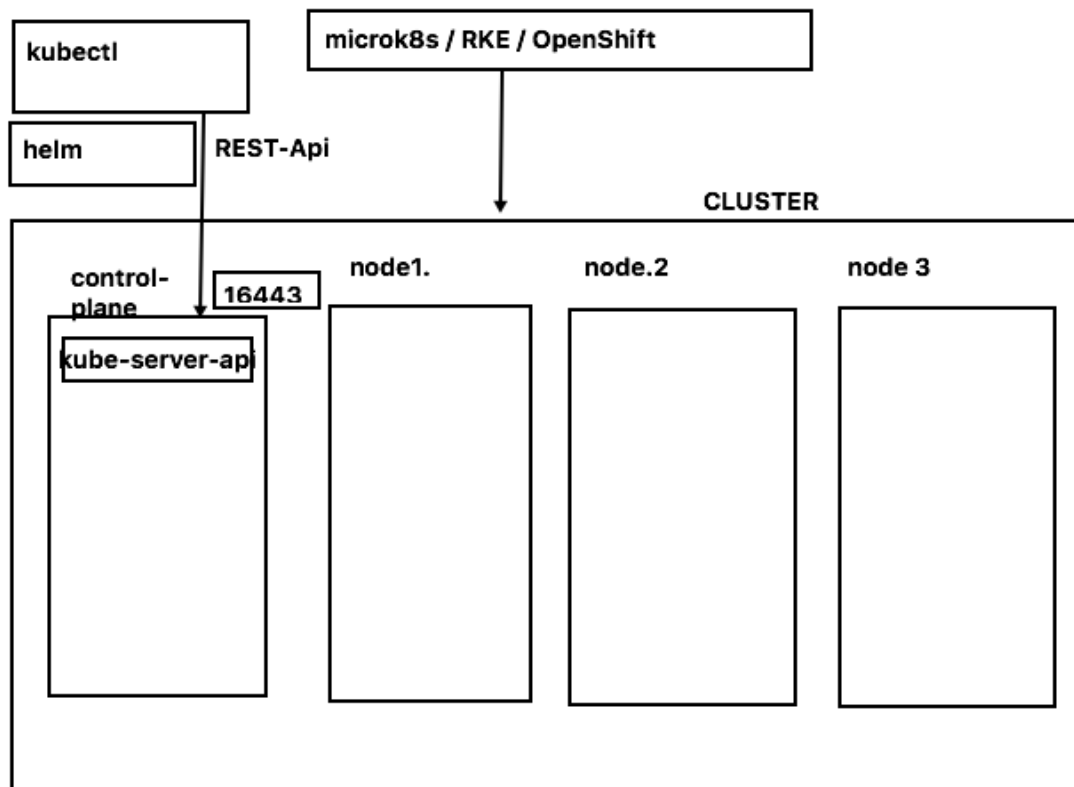 kubectl
microk8s / RKE / OpenShift
helm
REST-Api
CLUSTER
control-
plane
16443
node1.
node.2
node 3
kube-server-api